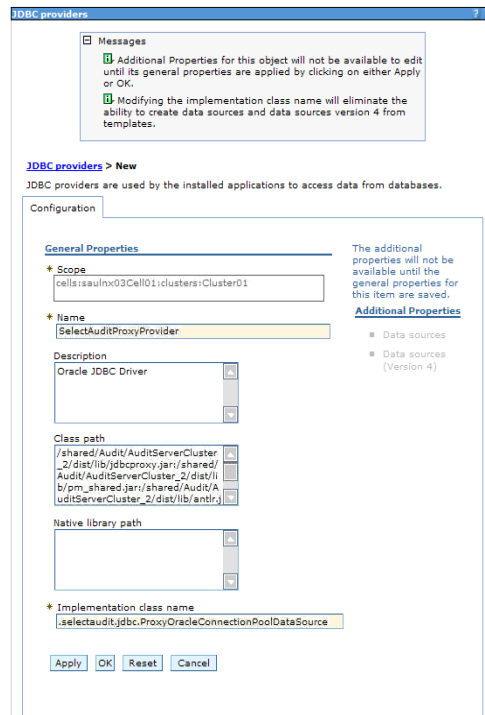 JDBC providers
?
Messages
Additional Properties for this object will not be available to edit
until its general properties are applied by clicking on either Apply
or OK.
Modifying the implementation class name will eliminate the
ability to create data sources and data sources version 4 from
templates.
JDBC providers > New
JDBC providers are used by the installed applications to access data from databases.
Configuration
General Properties
* Scope
cells:saulnx03Cell01:clusters:Cluster01
* Name
SelectAuditProxyProvider
Description
Oracle JDBC Driver
Class path
/shared/Audit/AuditServerCluster
_2/dist/lib/jdbcproxy.jar:/shared/
Audit/AuditServerCluster_2/dist/li
b/pm_shared.jar:/shared/Audit/A
uditServerCluster_2/dist/lib/antlr.j
Native library path
* Implementation class name
.selectaudit.jdbc.ProxyOracleConnectionPoolDataSource
Apply OK Reset Cancel
The additional
properties will not be
available until the
general properties for
this item are saved.
Additional Properties
Data sources
Data sources
(Version 4)